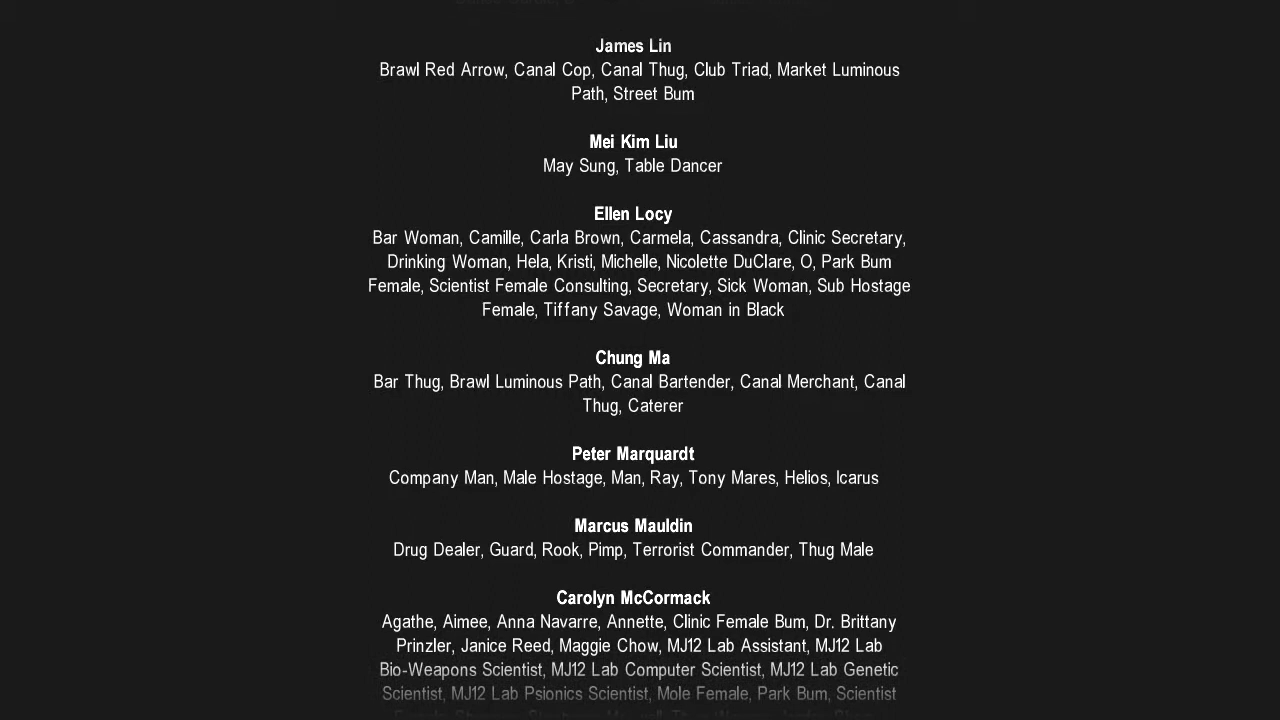 James Lin
Brawl Red Arrow, Canal Cop, Canal Thug, Club Triad, Market Luminous
Path, Street Bum
Mei Kim Liu
May Sung, Table Dancer
Ellen Locy
Bar Woman, Camille, Carla Brown, Carmela, Cassandra, Clinic Secretary,
Drinking Woman, Hela, Kristi, Michelle, Nicolette DuClare, O, Park Bum
Female, Scientist Female Consulting, Secretary, Sick Woman, Sub Hostage
Female, Tiffany Savage, Woman in Black
Chung Ma
Bar Thug, Brawl Luminous Path, Canal Bartender, Canal Merchant, Canal
Thug, Caterer
Peter Marquardt
Company Man, Male Hostage, Man, Ray, Tony Mares, Helios, Icarus
Marcus Mauldin
Drug Dealer, Guard, Rook, Pimp, Terrorist Commander, Thug Male
Carolyn McCormack
Agathe, Aimee, Anna Navarre, Annette, Clinic Female Bum, Dr. Brittany
Prinzler, Janice Reed, Maggie Chow, MJ12 Lab Assistant, MJ12 Lab
Bio-Weapons Scientist, MJ12 Lab Computer Scientist, MJ12 Lab Genetic
Scientist, MJ12 Lab Psionics Scientist, Mole Female, Park Bum, Scientist